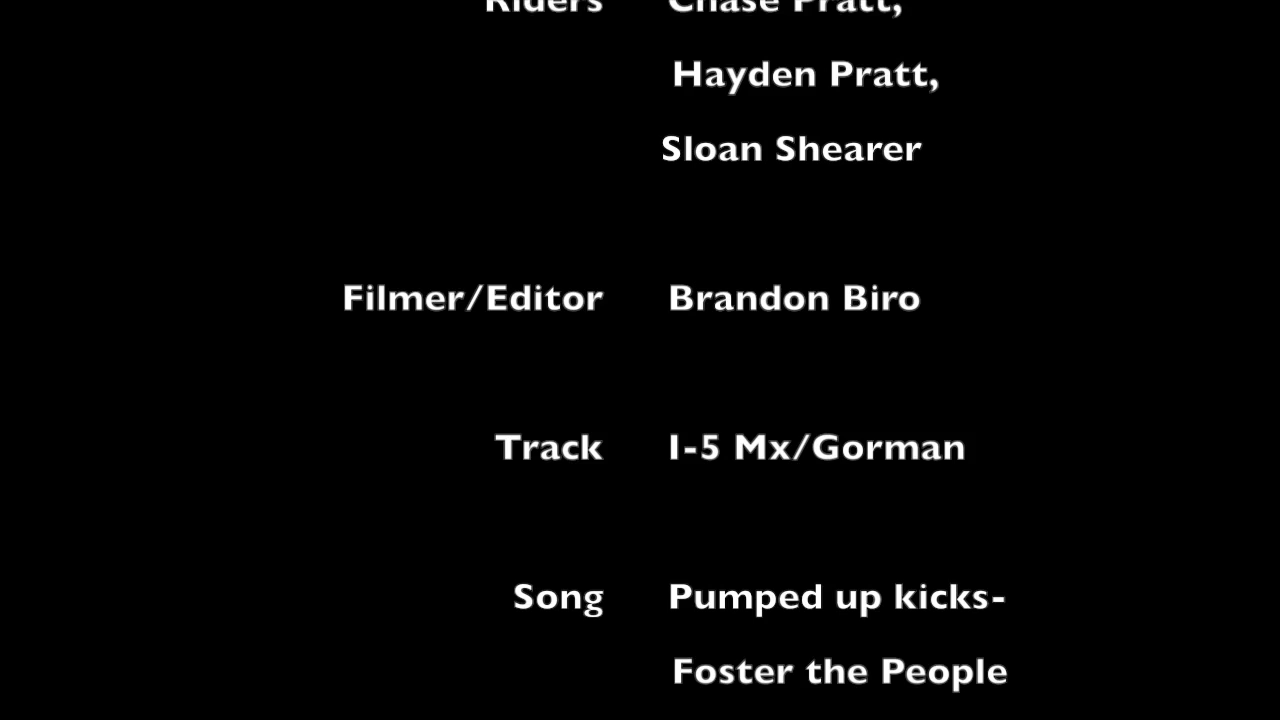 Riders Chase Pratt,
Hayden Pratt,
Sloan Shearer
Filmer/Editor Brandon Biro
Track I-5 Mx/Gorman
Song Pumped up kicks-
Foster the People